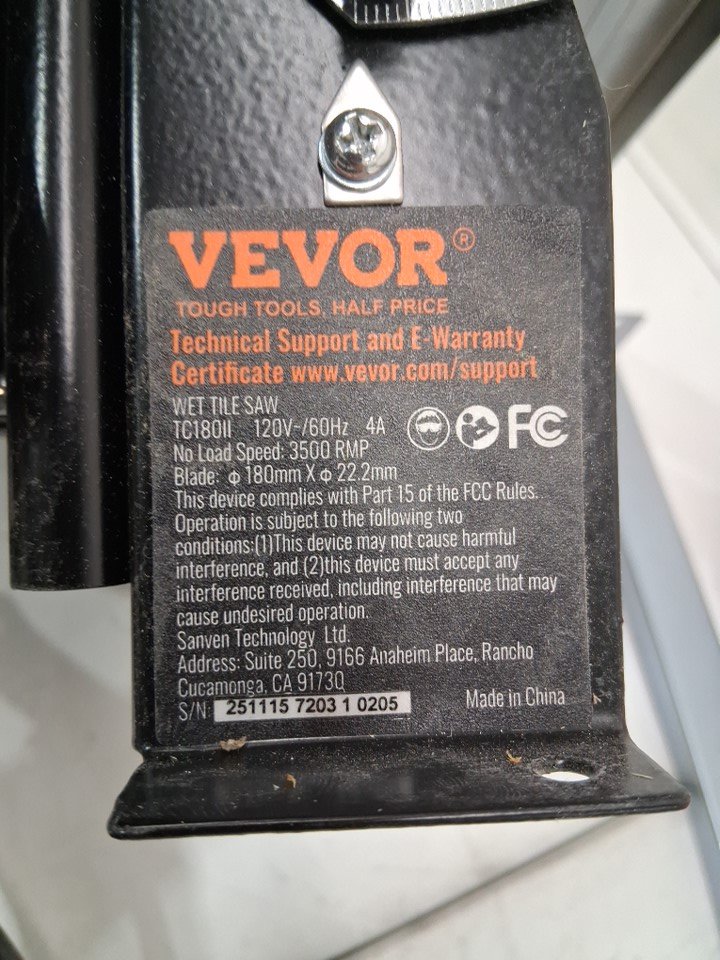 VEVOR®
TOUGH TOOLS, HALF PRICE
Technical Support and E-Warranty
Certificate www.vevor.com/support
WET TILE SAW
TC180II 120V~/60Hz 4A
No Load Speed: 3500 RMP
Blade: ɸ 180mm X ɸ 22.2mm
FC
This device complies with Part 15 of the FCC Rules.
Operation is subject to the following two
conditions:(1)This device may not cause harmful
interference, and (2)this device must accept any
interference received, including interference that may
cause undesired operation.
Sanven Technology Ltd.
Address: Suite 250, 9166 Anaheim Place, Rancho
Cucamonga, CA 91730
S/N: 251115 7203 1 0205
Made in China